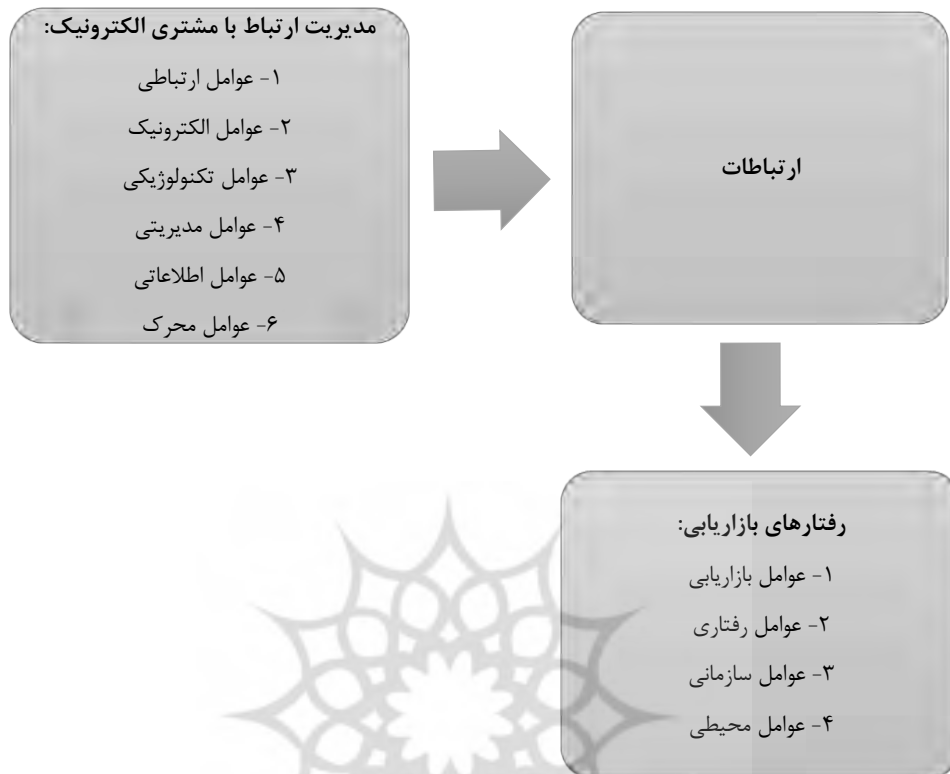 مدیریت ارتباط با مشتری الکترونیک:
۱- عوامل ارتباطی
۲- عوامل الکترونیک
۳- عوامل تکنولوژیکی
۴- عوامل مدیریتی
۵- عوامل اطلاعاتی
۶- عوامل محرک
ارتباطات
رفتارهای بازاریابی:
۱- عوامل بازاریابی
۲- عوامل رفتاری
۳- عوامل سازمانی
۴- عوامل محیطی